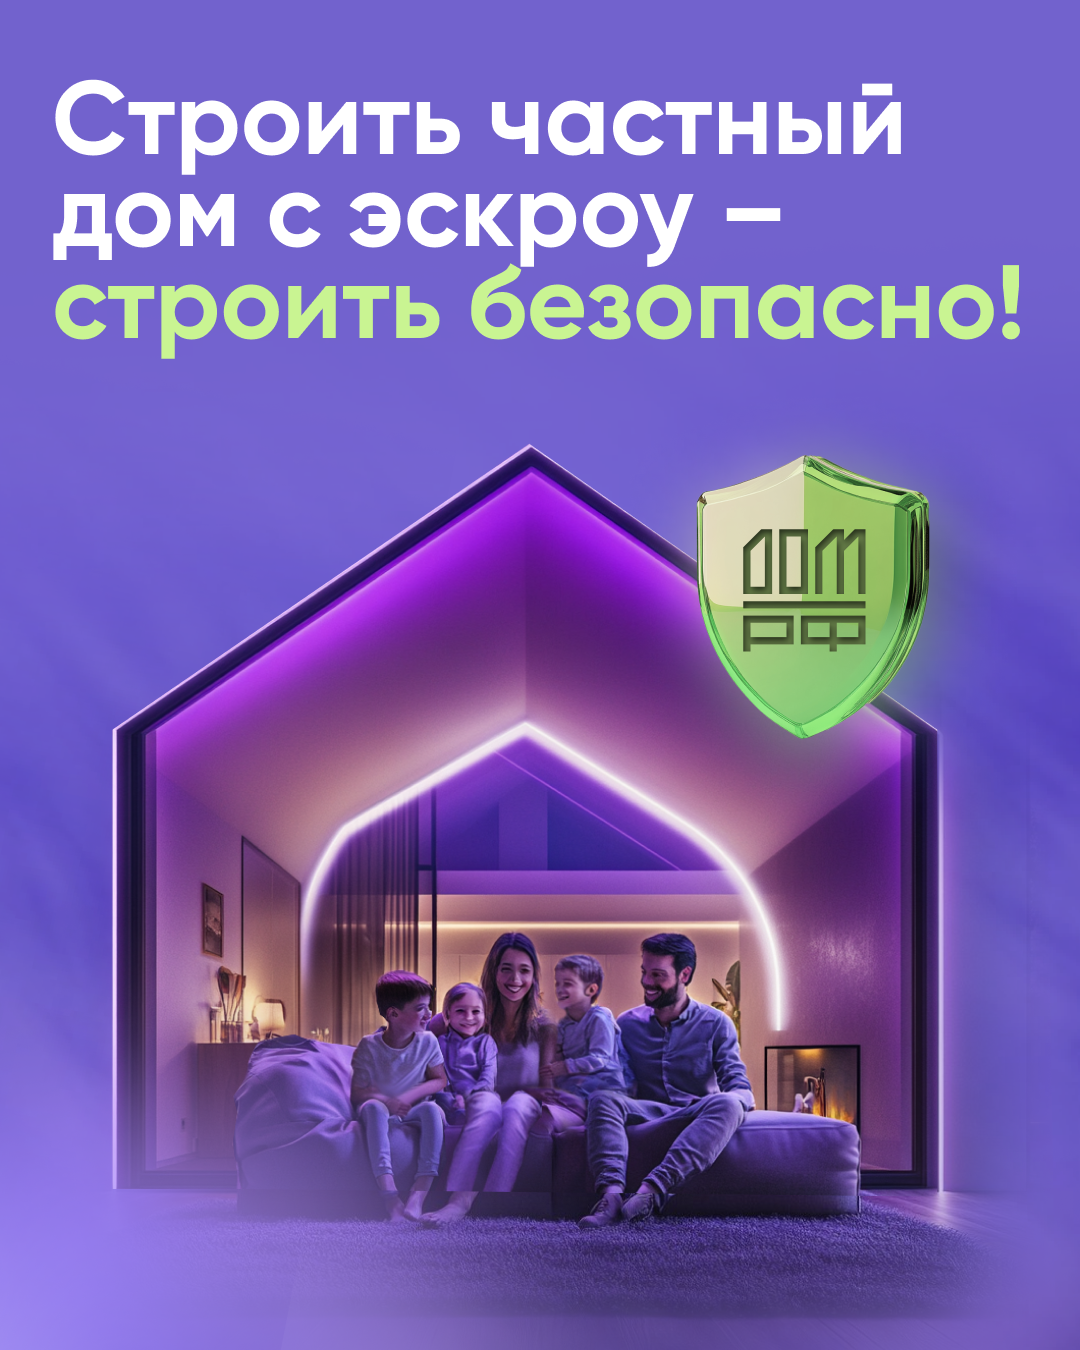 Строить частный
дом с эскроу –
строить безопасно!
ДОМ
РФ